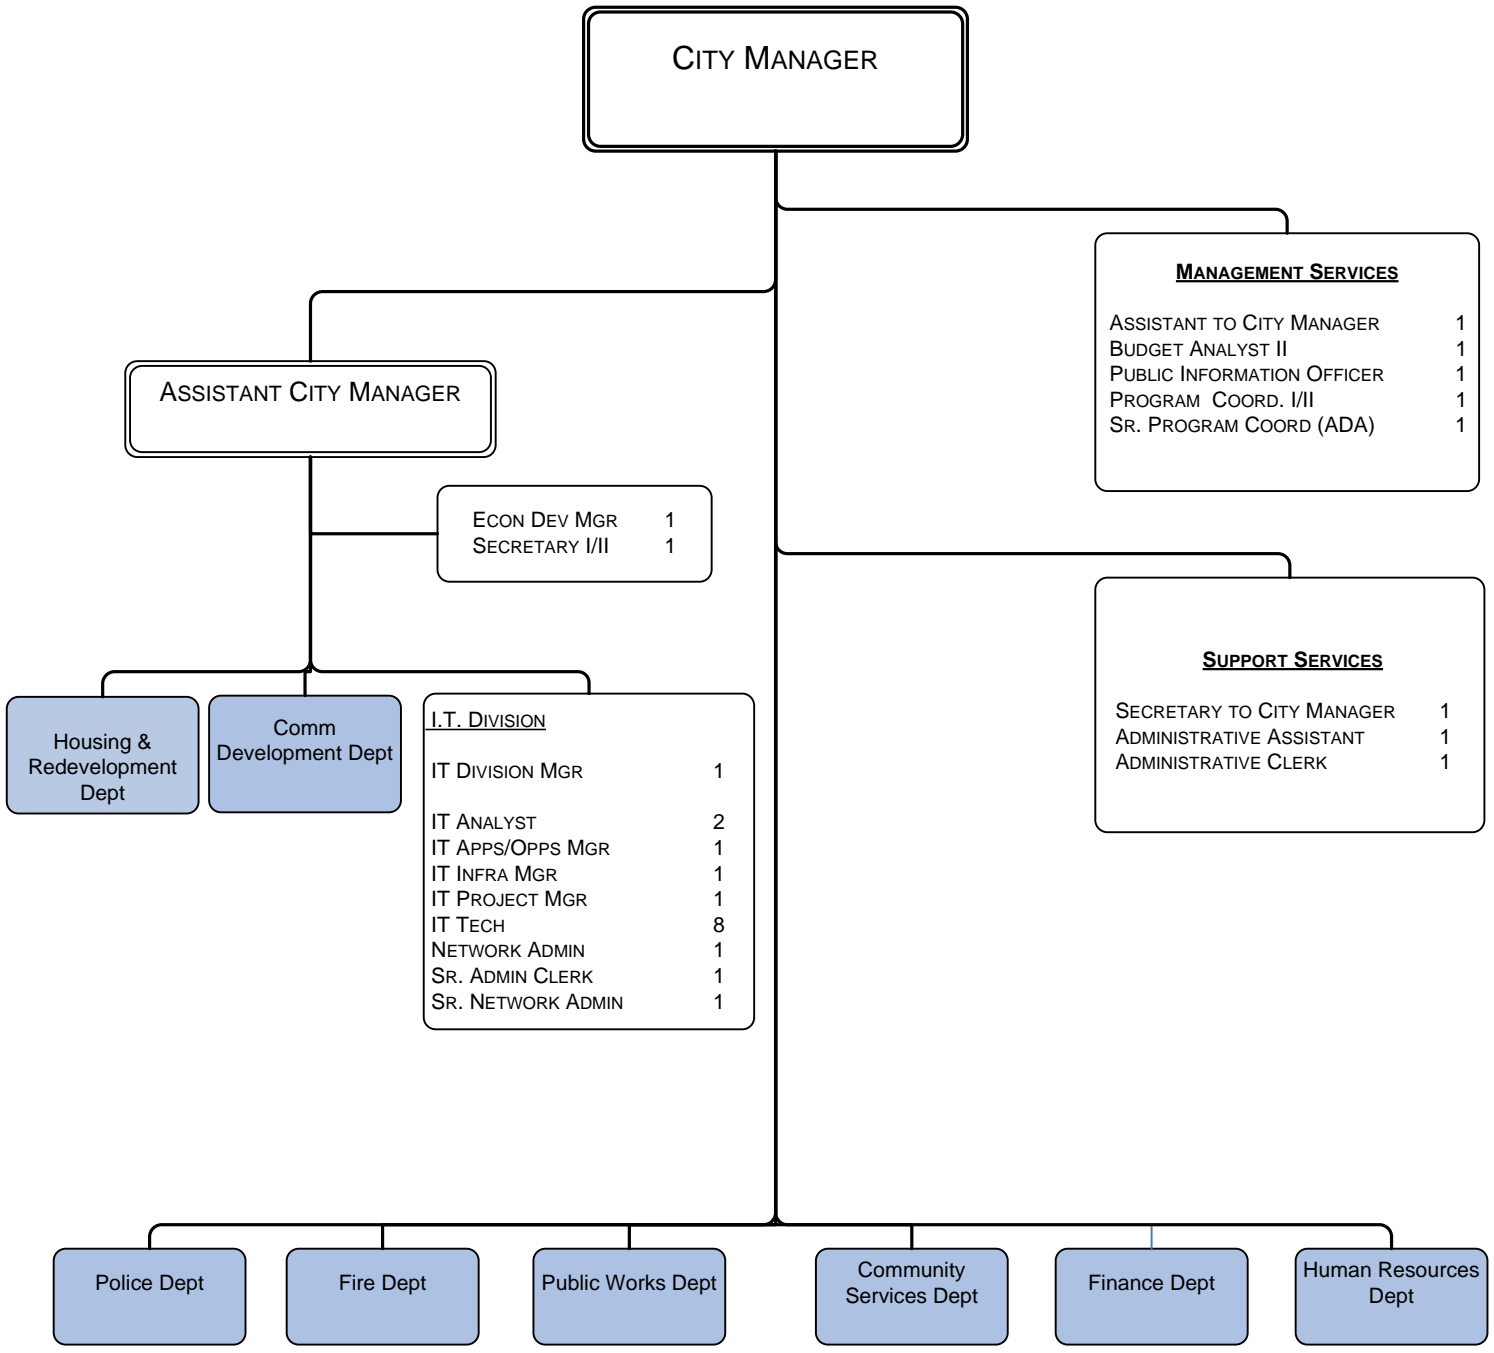 CITY MANAGER
MANAGEMENT SERVICES
ASSISTANT TO CITY MANAGER 1
BUDGET ANALYST II 1
PUBLIC INFORMATION OFFICER 1
PROGRAM COORD. I/II 1
SR. PROGRAM COORD (ADA) 1
ASSISTANT CITY MANAGER
ECON DEV MGR 1
SECRETARY I/II 1
SUPPORT SERVICES
SECRETARY TO CITY MANAGER 1
ADMINISTRATIVE ASSISTANT 1
ADMINISTRATIVE CLERK 1
Housing &
Redevelopment
Dept
Comm
Development Dept
I.T. DIVISION
IT DIVISION MGR 1
IT ANALYST 2
IT APPS/OPPS MGR 1
IT INFRA MGR 1
IT PROJECT MGR 1
IT TECH 8
NETWORK ADMIN 1
SR. ADMIN CLERK 1
SR. NETWORK ADMIN 1
Police Dept
Fire Dept
Public Works Dept
Community
Services Dept
Finance Dept
Human Resources
Dept